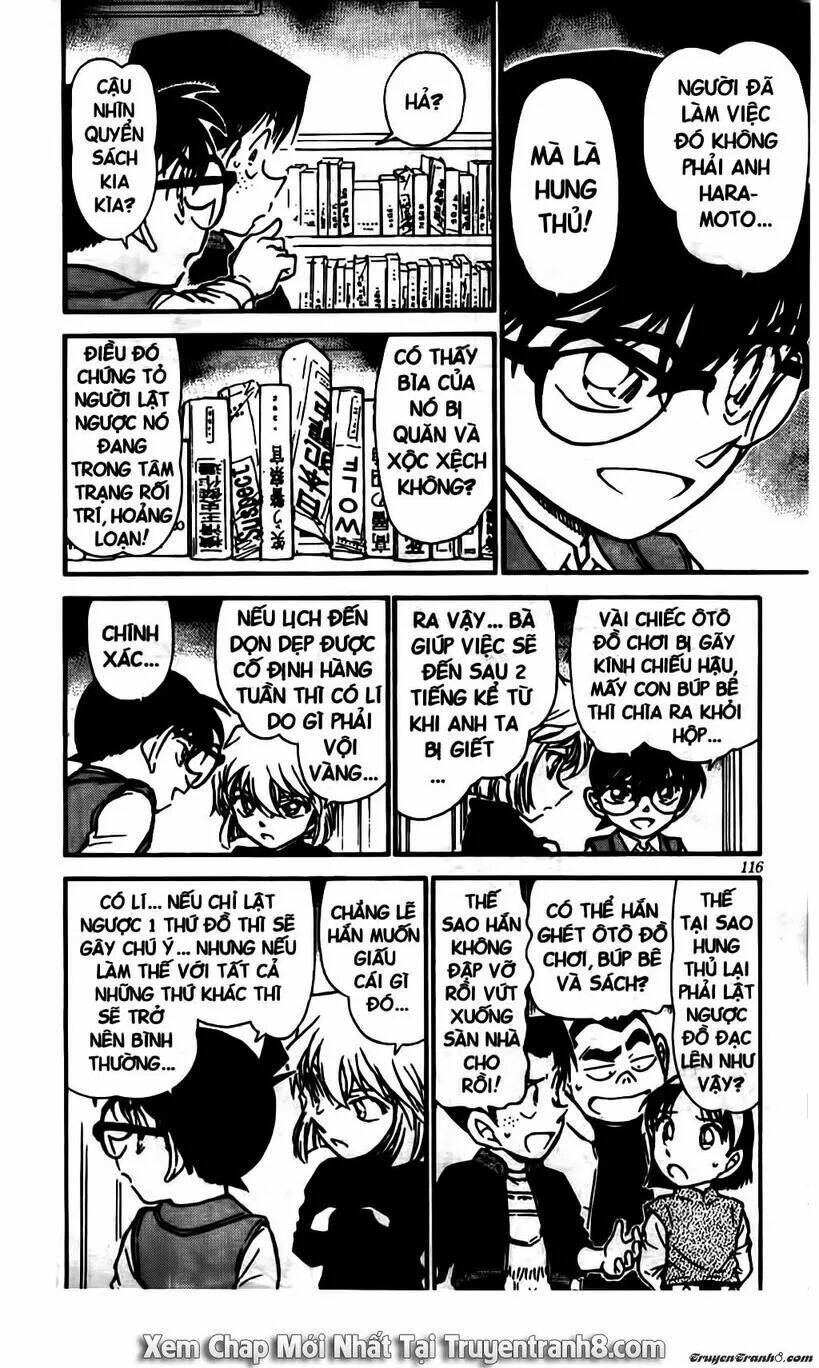 NGƯỜI ĐÃ
LÀM VIỆC
ĐÓ KHÔNG
PHẢI ANH
HARA-
MOTO...
MÀ LÀ
HUNG
THỦ!
HẢ?
CẬU
NHÌN
QUYỂN
SÁCH
KIA
KÌA?
CÓ THẤY
BÌA CỦA
NÓ BỊ
QUĂN VÀ
XỘC XỆCH
KHÔNG?
ĐIỀU ĐÓ
CHỨNG TỎ
NGƯỜI LẬT
NGƯỢC NÓ
ĐANG
TRONG TÂM
TRẠNG RỐI
TRÍ, HOẢNG
LOẠN!
Suspect
VÀI CHIẾC ÔTÔ
ĐỒ CHƠI BỊ GÃY
KÍNH CHIẾU HẬU,
MẤY CON BÚP BÊ
THÌ CHÌA RA KHỎI
HỘP...
RA VẬY... BÀ
GIÚP VIỆC SẼ
ĐẾN SAU 2
TIẾNG KỂ TỪ
KHI ANH TA
BỊ GIẾT
...
NẾU LỊCH ĐẾN
DỌN DẸP ĐƯỢC
CỐ ĐỊNH HÀNG
TUẦN THÌ CÓ LÍ
DO GÌ PHẢI
VỘI
VÀNG...
CHÍNH
XÁC...
116
THẾ
TẠI SAO
HUNG
THỦ LẠI
PHẢI LẬT
NGƯỢC
ĐỒ ĐẠC
LÊN NHƯ
VẬY?
CÓ THỂ HẮN
GHÉT ÔTÔ ĐỒ
CHƠI, BÚP BÊ
VÀ SÁCH?
THẾ
SAO HẮN
KHÔNG
ĐẬP VỠ
RỒI VỨT
XUỐNG
SÀN NHÀ
CHO
RỒI!
CHẲNG LẼ
HẮN MUỐN
GIẤU
CÁI GÌ
ĐÓ...
CÓ LÍ... NẾU CHỈ LẬT
NGƯỢC 1 THỨ ĐỒ THÌ SẼ
GÂY CHÚ Ý... NHƯNG NẾU
LÀM THẾ VỚI TẤT CẢ
NHỮNG THỨ KHÁC THÌ
SẼ TRỞ
NÊN BÌNH
THƯỜNG...
Xem Chap Mới Nhất Tại Truyentranh8.com
TruyenTranh8.com